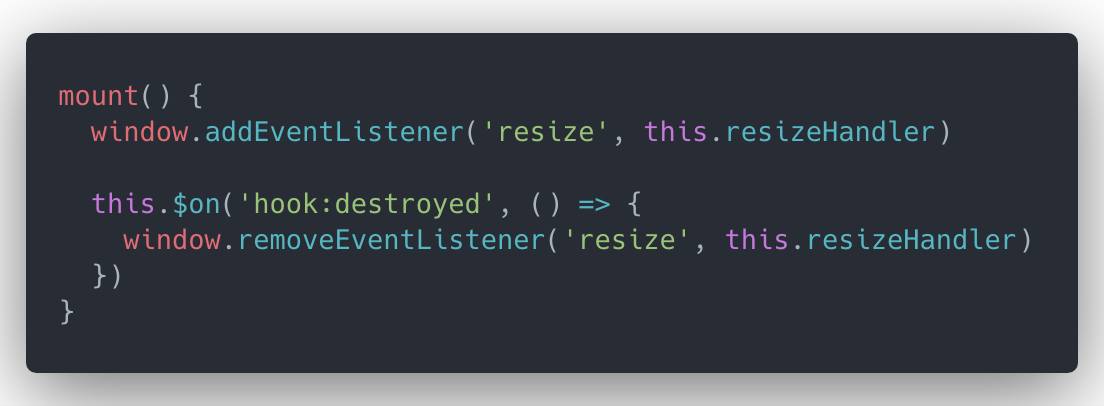 mount() {
  window.addEventListener('resize', this.resizeHandler)
  this.$on('hook:destroyed', () => {
    window.removeEventListener('resize', this.resizeHandler)
  })
}